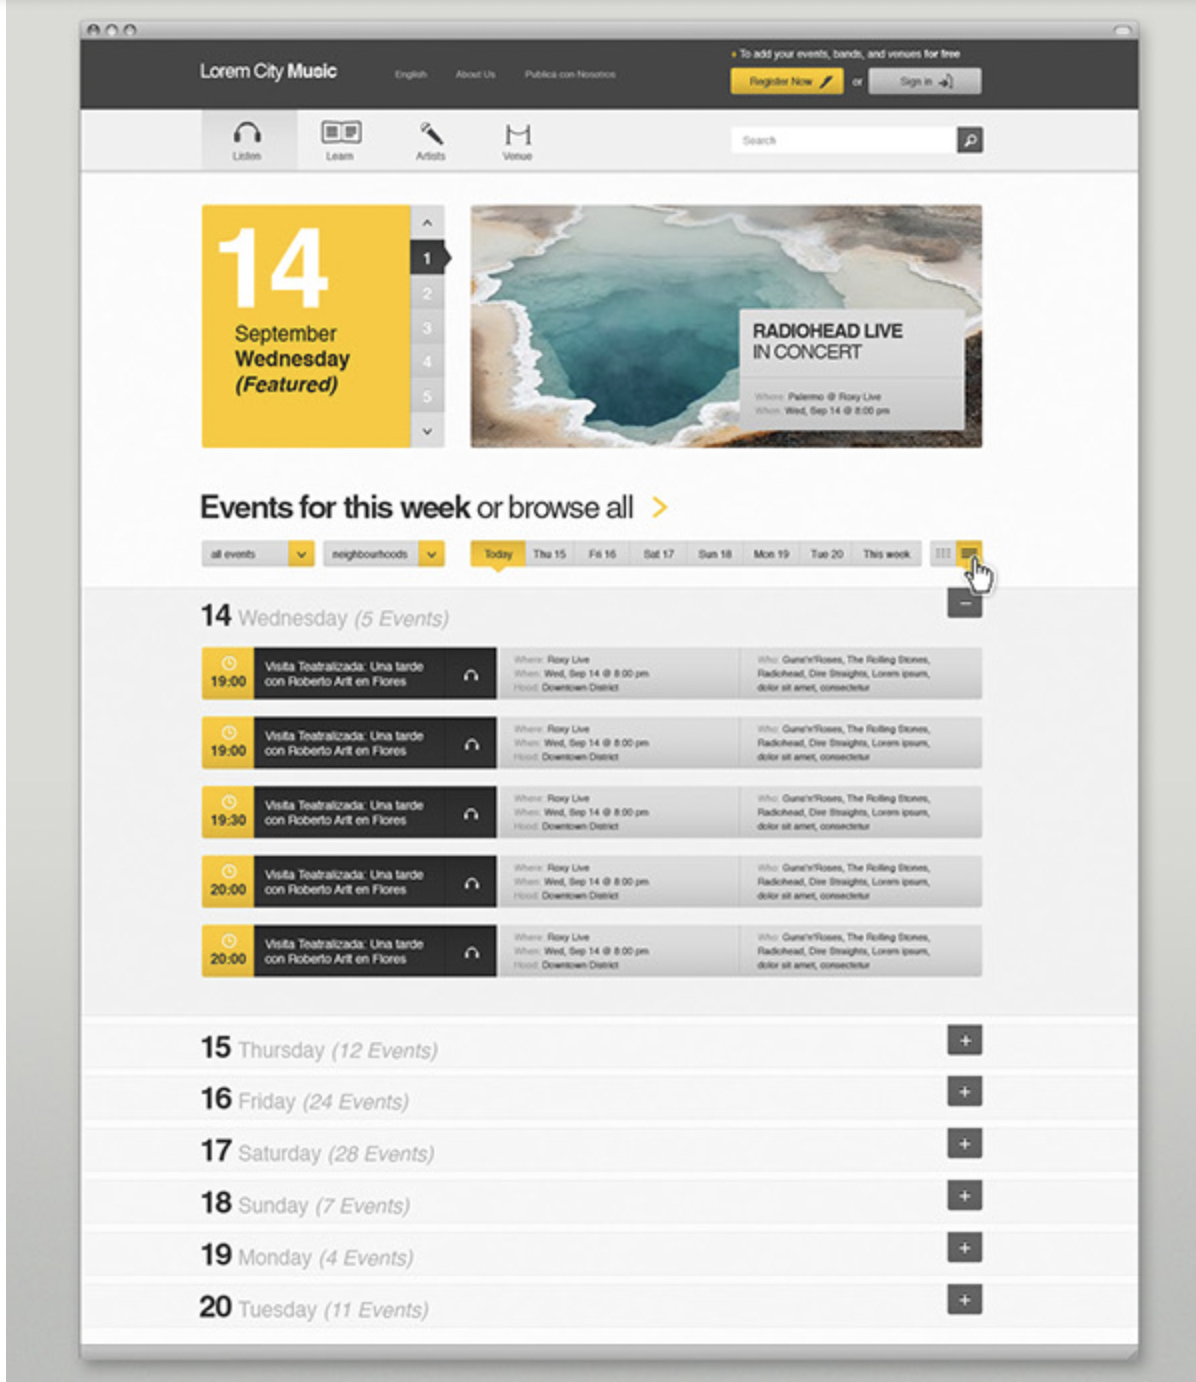 Lorem City Music
English
About Us
Publica con Nosotros
To add your events, bands, and venues for free
Register Now
or
Sign in
Listen
Learn
Artists
Venue
Search
14
September
Wednesday
(Featured)
1
2
3
4
5
RADIOHEAD LIVE
IN CONCERT
Where: Palermo @ Roxy Live
When: Wed, Sep 14 @ 8:00 pm
Events for this week or browse all
all events
neighbourhoods
Today
Thu 15
Fri 16
Sat 17
Sun 18
Mon 19
Tue 20
This week
14 Wednesday (5 Events)
19:00
Visita Teatralizada: Una tarde
con Roberto Arlt en Flores
Where: Roxy Live
When: Wed, Sep 14 @ 8:00 pm
Hood: Downtown District
Who: Guns'n'Roses, The Rolling Stones,
Radiohead, Dire Straights, Lorem ipsum,
dolor sit amet, consectetur
19:00
Visita Teatralizada: Una tarde
con Roberto Arlt en Flores
Where: Roxy Live
When: Wed, Sep 14 @ 8:00 pm
Hood: Downtown District
Who: Guns'n'Roses, The Rolling Stones,
Radiohead, Dire Straights, Lorem ipsum,
dolor sit amet, consectetur
19:30
Visita Teatralizada: Una tarde
con Roberto Arlt en Flores
Where: Roxy Live
When: Wed, Sep 14 @ 8:00 pm
Hood: Downtown District
Who: Guns'n'Roses, The Rolling Stones,
Radiohead, Dire Straights, Lorem ipsum,
dolor sit amet, consectetur
20:00
Visita Teatralizada: Una tarde
con Roberto Arlt en Flores
Where: Roxy Live
When: Wed, Sep 14 @ 8:00 pm
Hood: Downtown District
Who: Guns'n'Roses, The Rolling Stones,
Radiohead, Dire Straights, Lorem ipsum,
dolor sit amet, consectetur
20:00
Visita Teatralizada: Una tarde
con Roberto Arlt en Flores
Where: Roxy Live
When: Wed, Sep 14 @ 8:00 pm
Hood: Downtown District
Who: Guns'n'Roses, The Rolling Stones,
Radiohead, Dire Straights, Lorem ipsum,
dolor sit amet, consectetur
15 Thursday (12 Events)
16 Friday (24 Events)
17 Saturday (28 Events)
18 Sunday (7 Events)
19 Monday (4 Events)
20 Tuesday (11 Events)